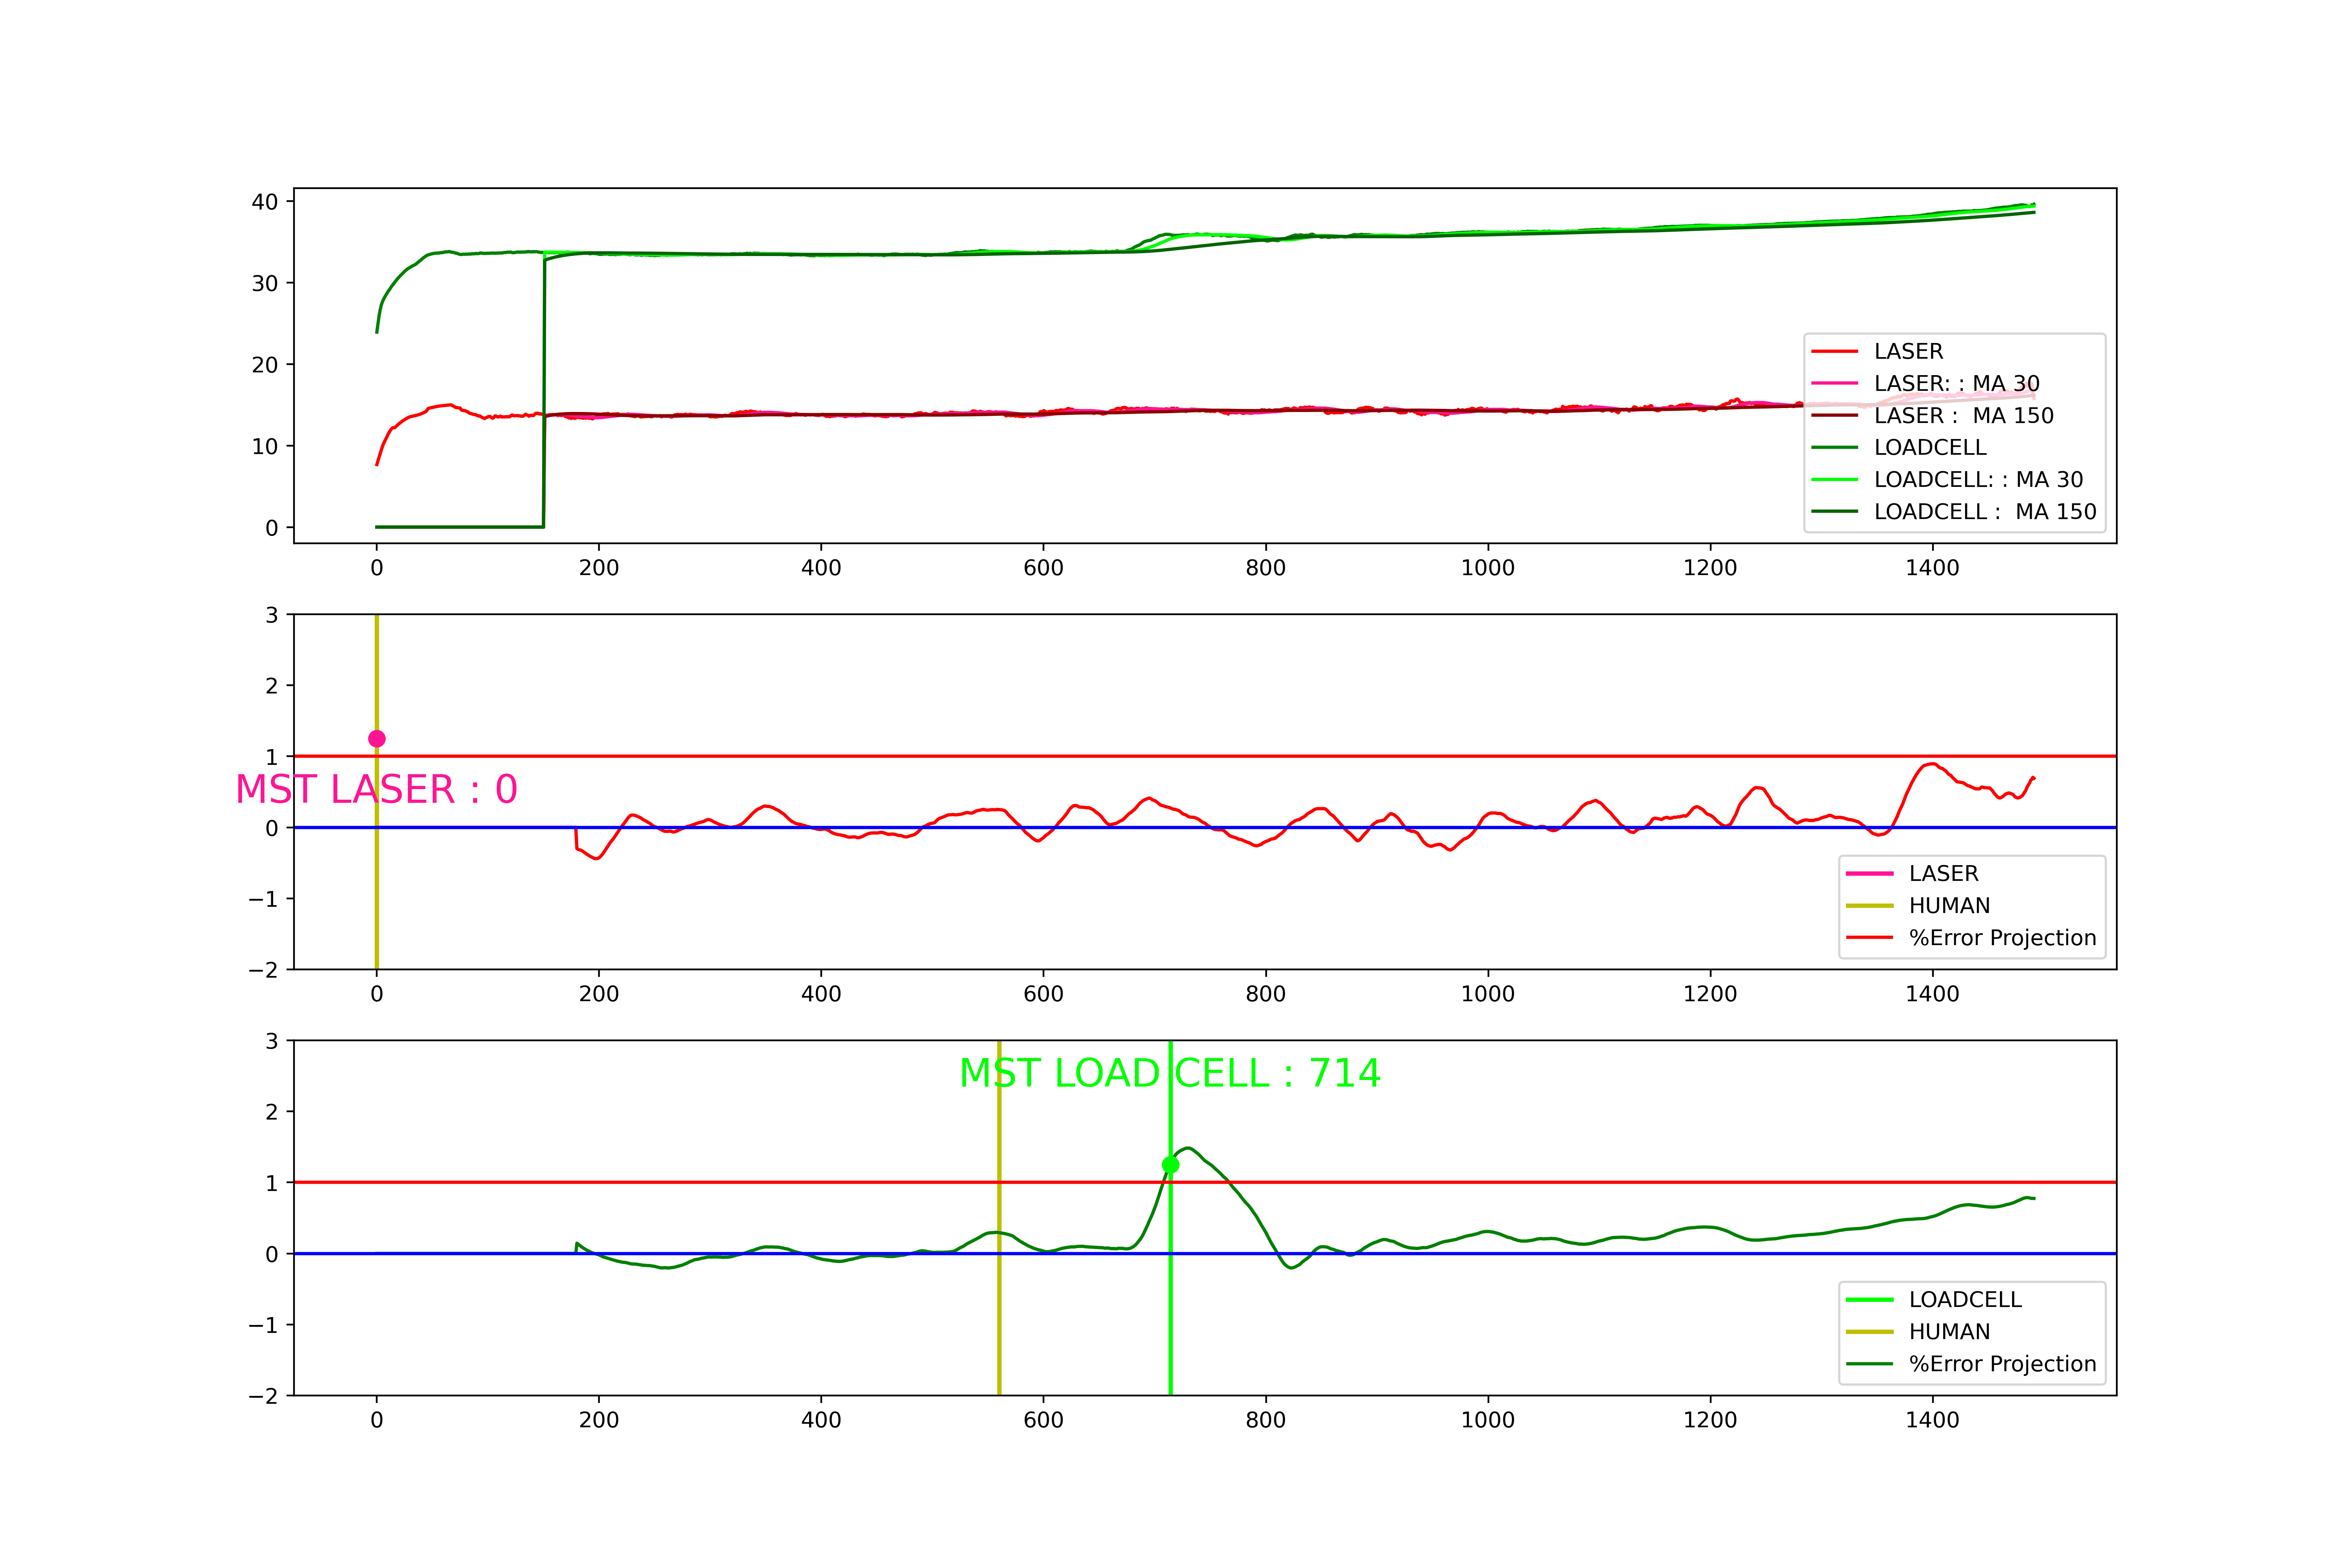 40
30
20
10
0
LASER
LASER: : MA 30
LASER :  MA 150
LOADCELL
LOADCELL: : MA 30
LOADCELL :  MA 150
0 200 400 600 800 1000 1200 1400
3
2
1
0
−1
−2
MST LASER : 0
LASER
HUMAN
%Error Projection
0 200 400 600 800 1000 1200 1400
3
2
1
0
−1
−2
MST LOAD CELL : 714
LOADCELL
HUMAN
%Error Projection
0 200 400 600 800 1000 1200 1400